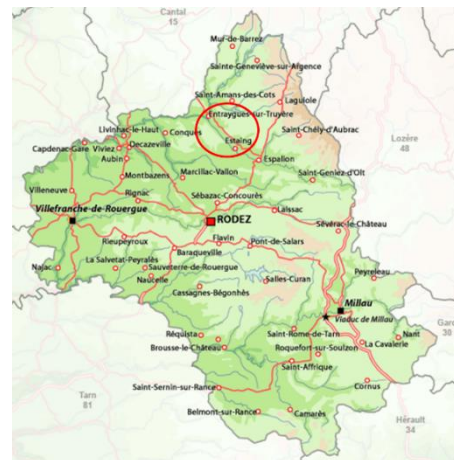 Cantal
15
Mur-de-Barrez
Sainte-Geneviève-sur-Argence
Saint-Amans-des-Cots
Laguiole
Entraygues-sur-Truyère
Livinhac-le-Haut
Conques
Saint-Chély-d'Aubrac
Lozère
48
Capdenac-Gare
Viviez
Decazeville
Estaing
Aubin
Espalion
Montbazens
Marcillac-Vallon
Saint-Geniez-d'Olt
Villeneuve
Rignac
Sébazac-Concourès
Villefranche-de-Rouergue
RODEZ
Laissac
Sévérac-le-Château
Rieupeyroux
Flavin
Pont-de-Salars
Baraqueville
Najac
La Salvetat-Peyralès
Sauveterre-de-Rouergue
Peyreleau
Naucelle
Salles-Curan
Cassagnes-Bégonhès
Millau
Viaduc de Millau
Gard
30
Réquista
Saint-Rome-de-Tarn
Nant
Brousse-le-Château
Roquefort-sur-Soulzon
La Cavalerie
Saint-Affrique
Tarn
81
Saint-Sernin-sur-Rance
Cornus
Belmont-sur-Rance
Camarès
Hérault
34